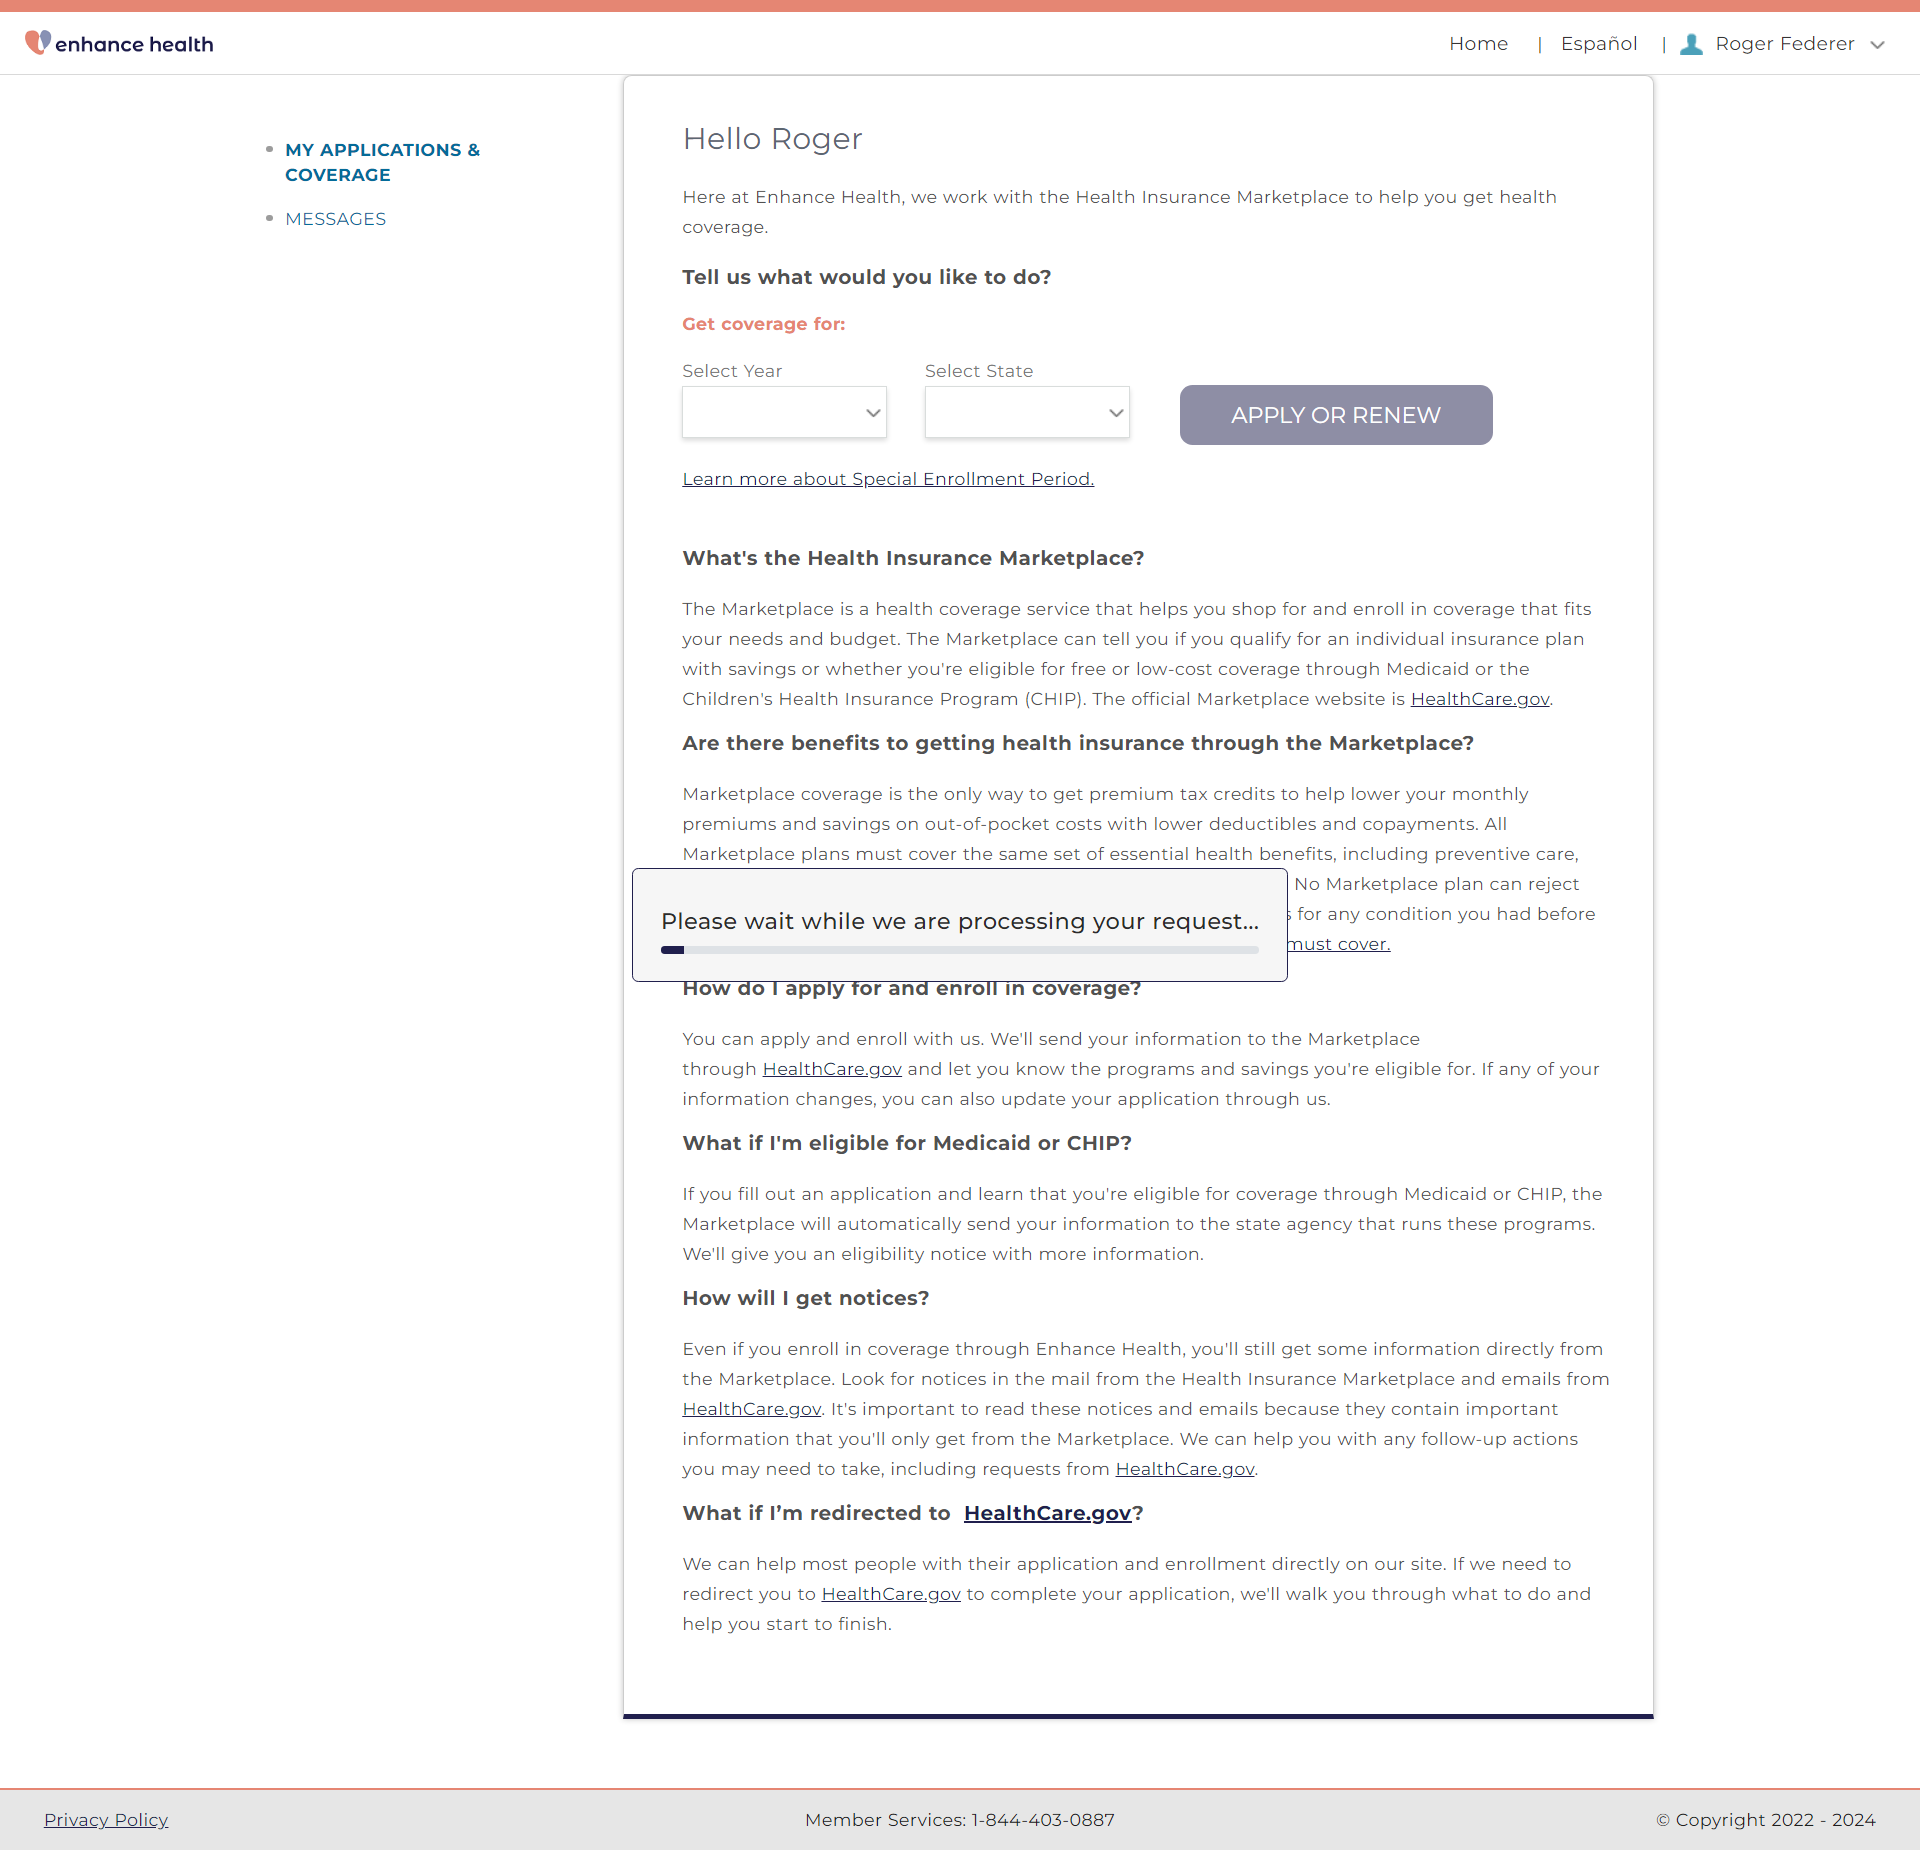 enhance health
Home | Español | Roger Federer
MY APPLICATIONS &
COVERAGE
MESSAGES
Hello Roger
Here at Enhance Health, we work with the Health Insurance Marketplace to help you get health
coverage.
Tell us what would you like to do?
Get coverage for:
Select Year
Select State
APPLY OR RENEW
Learn more about Special Enrollment Period.
What's the Health Insurance Marketplace?
The Marketplace is a health coverage service that helps you shop for and enroll in coverage that fits
your needs and budget. The Marketplace can tell you if you qualify for an individual insurance plan
with savings or whether you're eligible for free or low-cost coverage through Medicaid or the
Children's Health Insurance Program (CHIP). The official Marketplace website is HealthCare.gov.
Are there benefits to getting health insurance through the Marketplace?
Marketplace coverage is the only way to get premium tax credits to help lower your monthly
premiums and savings on out-of-pocket costs with lower deductibles and copayments. All
Marketplace plans must cover the same set of essential health benefits, including preventive care,
No Marketplace plan can reject
for any condition you had before
must cover.
Please wait while we are processing your request...
How do I apply for and enroll in coverage?
You can apply and enroll with us. We'll send your information to the Marketplace
through HealthCare.gov and let you know the programs and savings you're eligible for. If any of your
information changes, you can also update your application through us.
What if I'm eligible for Medicaid or CHIP?
If you fill out an application and learn that you're eligible for coverage through Medicaid or CHIP, the
Marketplace will automatically send your information to the state agency that runs these programs.
We'll give you an eligibility notice with more information.
How will I get notices?
Even if you enroll in coverage through Enhance Health, you'll still get some information directly from
the Marketplace. Look for notices in the mail from the Health Insurance Marketplace and emails from
HealthCare.gov. It's important to read these notices and emails because they contain important
information that you'll only get from the Marketplace. We can help you with any follow-up actions
you may need to take, including requests from HealthCare.gov.
What if I’m redirected to HealthCare.gov?
We can help most people with their application and enrollment directly on our site. If we need to
redirect you to HealthCare.gov to complete your application, we'll walk you through what to do and
help you start to finish.
Privacy Policy
Member Services: 1-844-403-0887
© Copyright 2022 - 2024